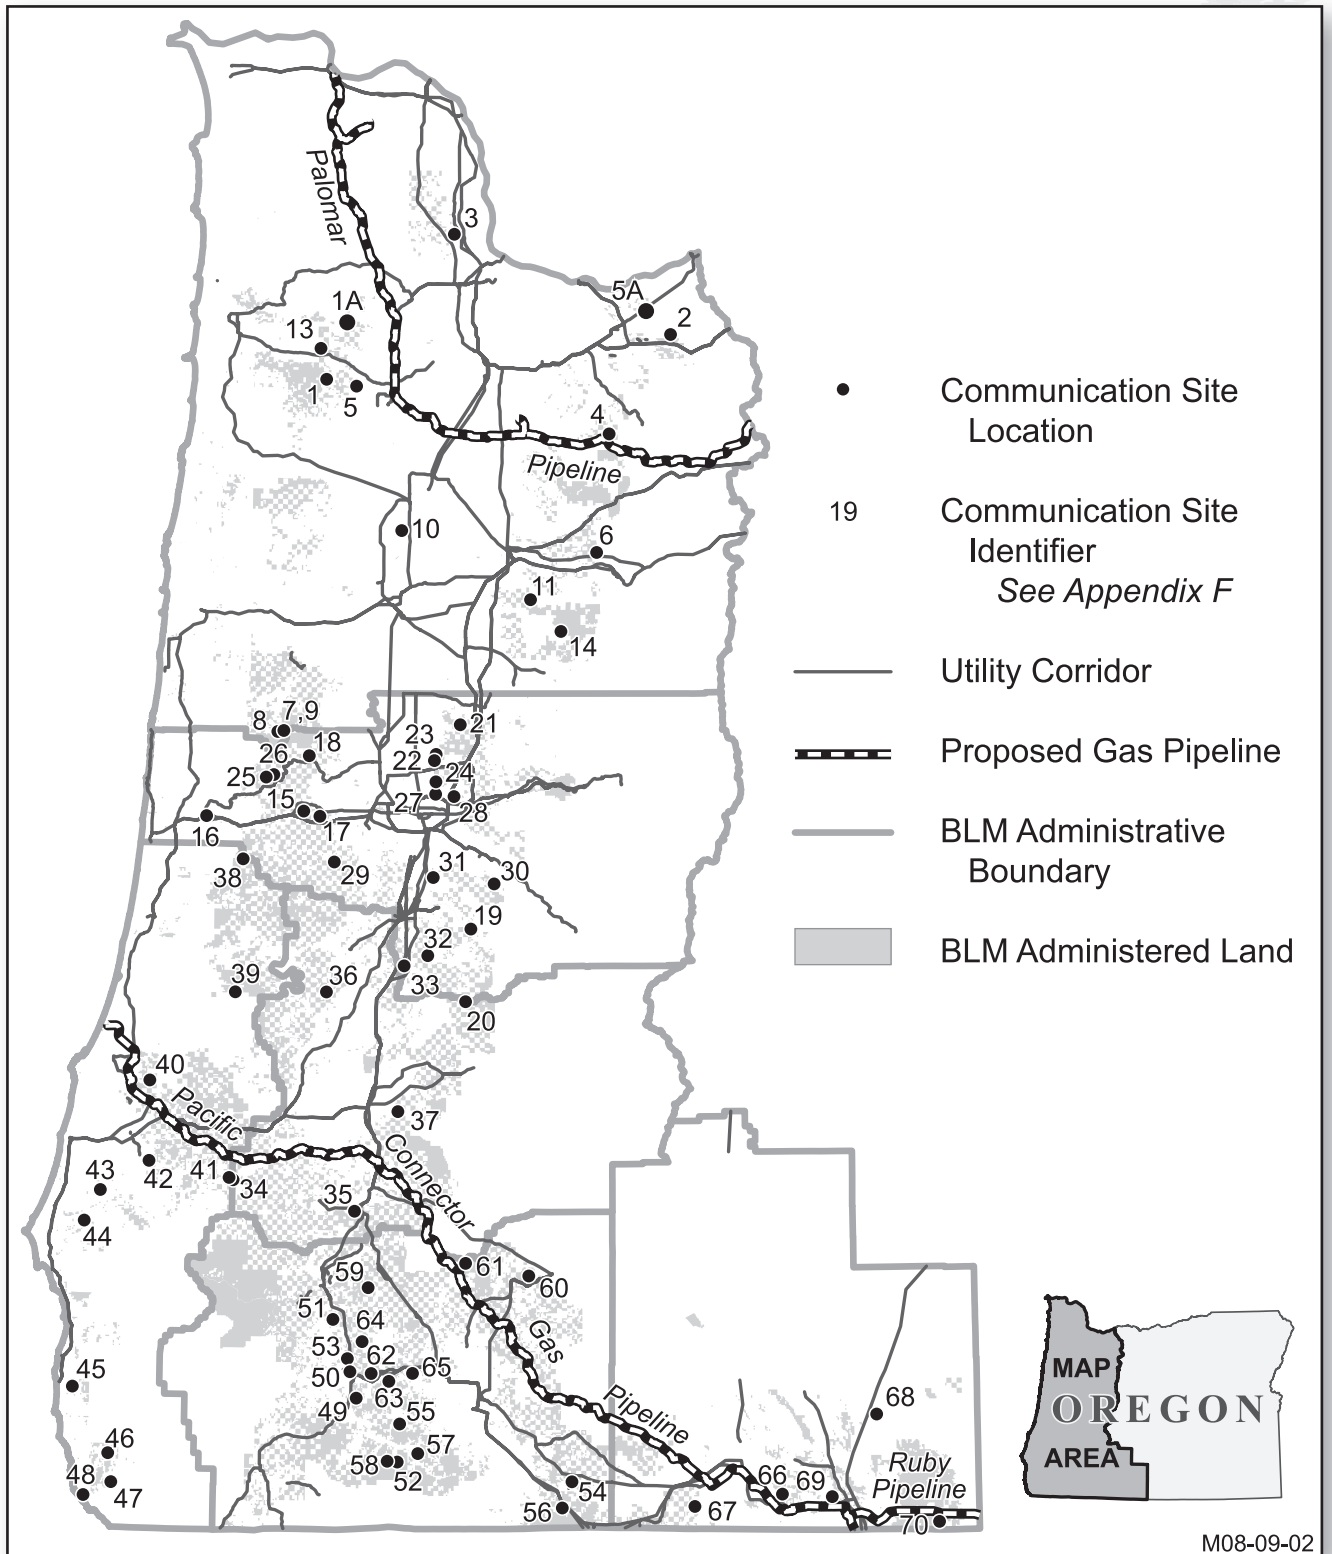 Palomar
3
5A
2
1A
13
1
5
4
Pipeline
10
6
11
14
Communication Site
Location
19
Communication Site
Identifier
See Appendix F
Utility Corridor
Proposed Gas Pipeline
BLM Administrative
Boundary
BLM Administered Land
8
7,9
21
18
23
26
22
25
24
15
27
28
16
17
38
29
31
30
19
32
39
36
33
20
40
Pacific
37
Connector
41
42
34
43
35
44
61
60
59
51
64
Gas
53
62
65
50
63
45
49
55
Pipeline
68
46
57
58
52
48
47
54
56
66
69
67
Ruby
Pipeline
70
MAP
OREGON
AREA
M08-09-02